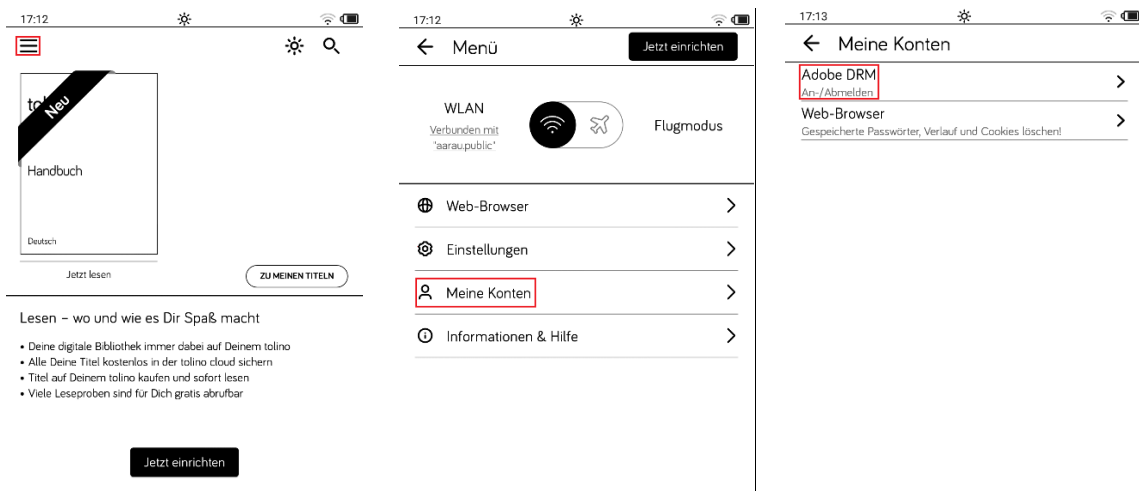 17:12
Neu
Handbuch
Deutsch
Jetzt lesen
ZU MEINEN TITELN
Lesen – wo und wie es Dir Spaß macht
• Deine digitale Bibliothek immer dabei auf Deinem tolino
• Alle Deine Titel kostenlos in der tolino cloud sichern
• Titel auf Deinem tolino kaufen und sofort lesen
• Viele Leseproben sind für Dich gratis abrufbar
Jetzt einrichten
17:12
Menü
Jetzt einrichten
WLAN
Verbunden mit
"aarau.public"
Flugmodus
Web-Browser
Einstellungen
Meine Konten
Informationen & Hilfe
17:13
Meine Konten
Adobe DRM
An-/Abmelden
Web-Browser
Gespeicherte Passwörter, Verlauf und Cookies löschen!